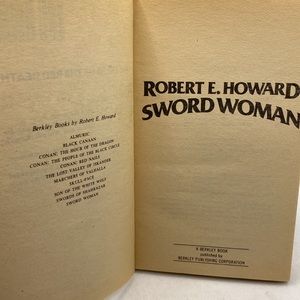 Berkley Books by Robert E. Howard
ALMURIC
BLACK CANAAN
CONAN: THE HOUR OF THE DRAGON
CONAN: THE PEOPLE OF THE BLACK CIRCLE
CONAN: RED NAILS
THE LOST VALLEY OF ISKANDER
MARCHERS OF VALHALLA
SKULL-FACE
SON OF THE WHITE WOLF
SWORDS OF SHAHRAZAR
SWORD WOMAN
ROBERT E. HOWARD
SWORD WOMAN
A BERKLEY BOOK
published by
BERKLEY PUBLISHING CORPORATION